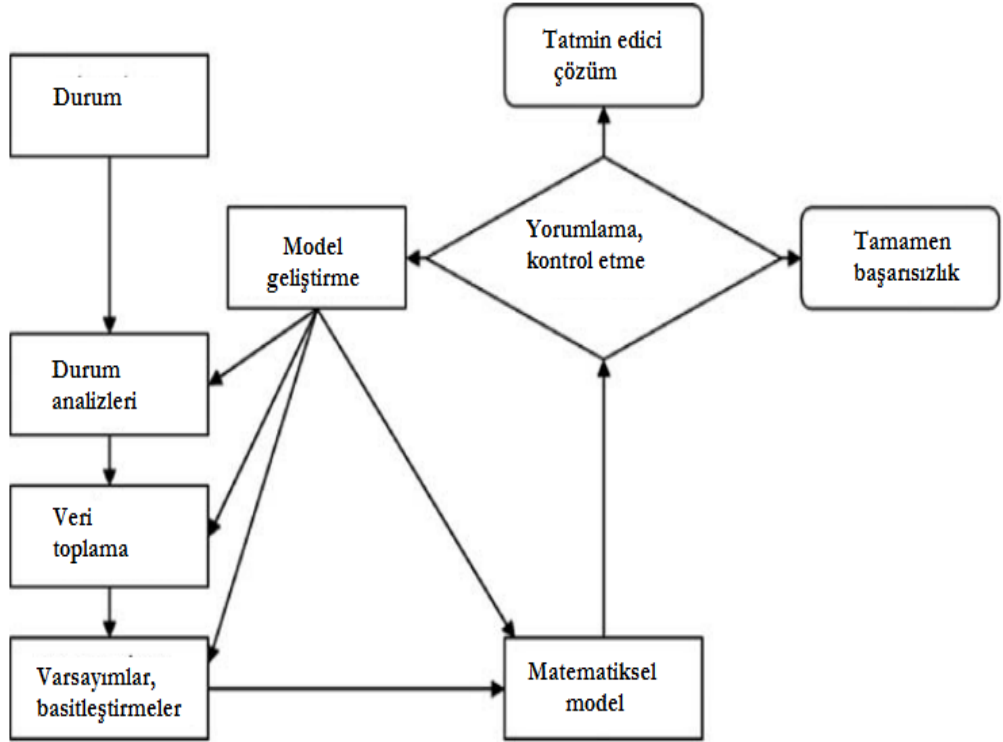 Tatmin edici
çözüm
Durum
Yorumlama,
kontrol etme
Tamamen
başarısızlık
Model
geliştirme
Durum
analizleri
Veri
toplama
Varsayımlar,
basitleştirmeler
Matematiksel
model